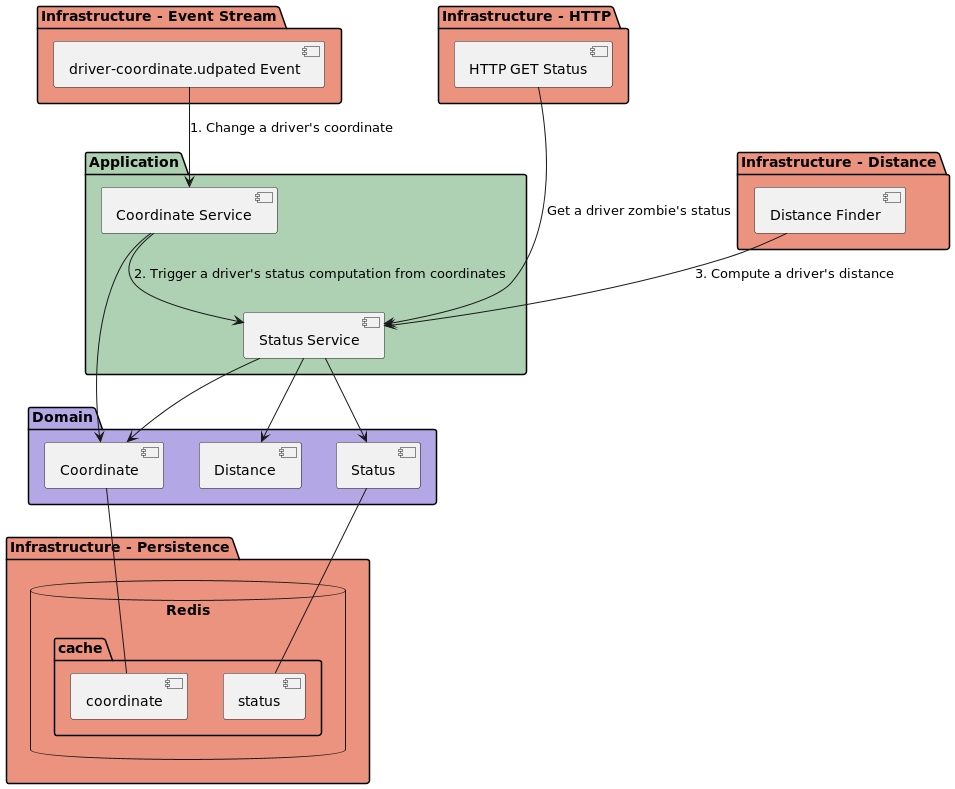 Infrastructure - Event Stream
driver-coordinate.udpated Event
Infrastructure - HTTP
HTTP GET Status
1. Change a driver's coordinate
Application
Coordinate Service
Infrastructure - Distance
Distance Finder
Get a driver zombie's status
2. Trigger a driver's status computation from coordinates
3. Compute a driver's distance
Status Service
Domain
Coordinate
Distance
Status
Infrastructure - Persistence
Redis
cache
coordinate
status